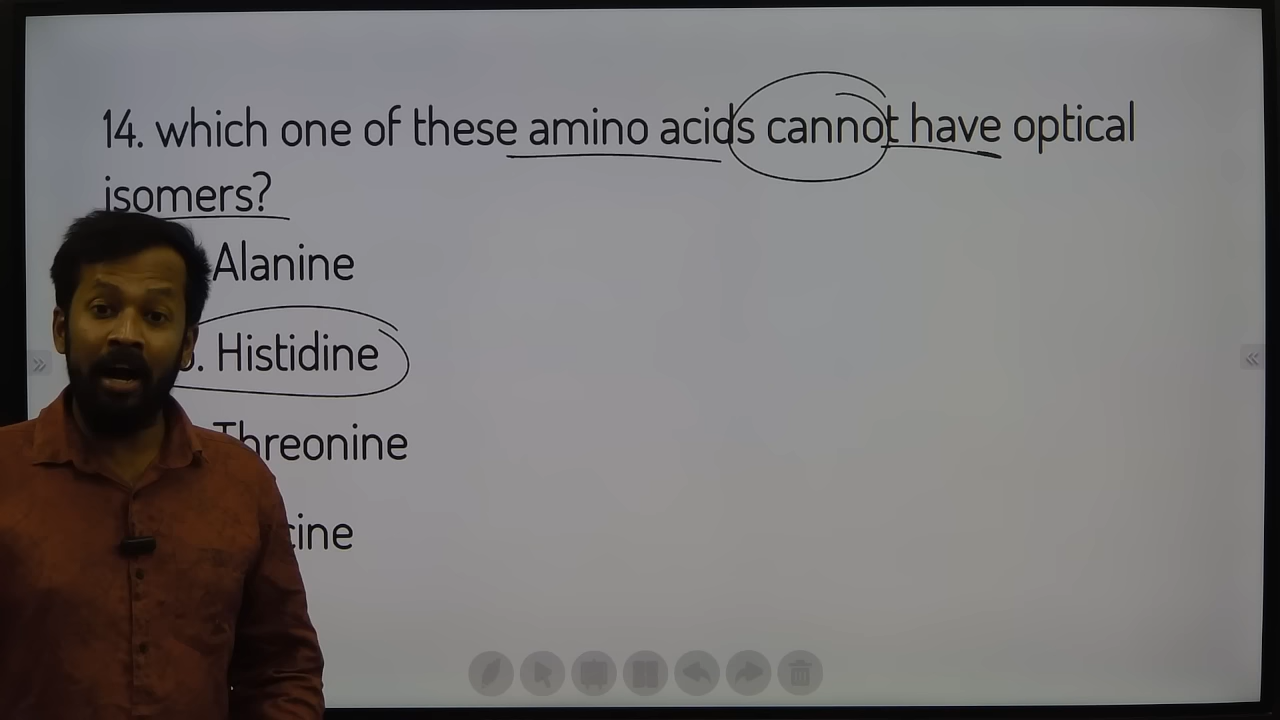 14. which one of these amino acids cannot have optical
isomers?
Alanine
. Histidine
Threonine